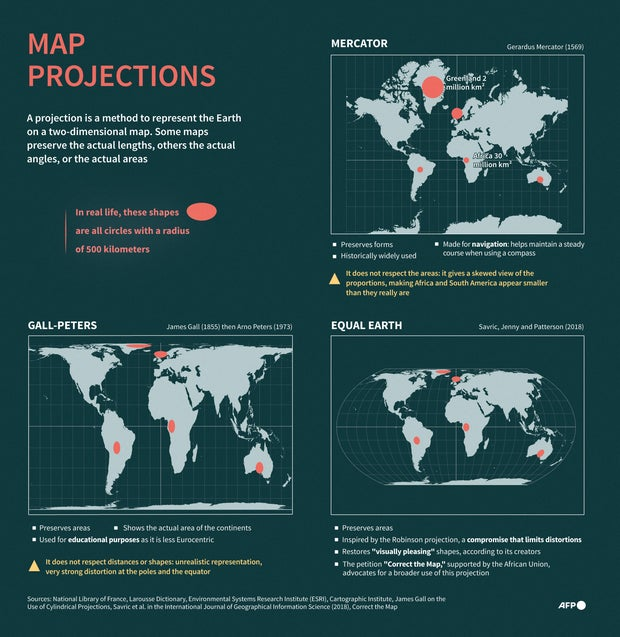 MAP
PROJECTIONS
A projection is a method to represent the Earth
on a two-dimensional map. Some maps
preserve the actual lengths, others the actual
angles, or the actual areas
In real life, these shapes
are all circles with a radius
of 500 kilometers
MERCATOR
Gerardus Mercator (1569)
Greenland 2
million km²
Africa 30
million km²
Preserves forms
Historically widely used
Made for navigation: helps maintain a steady
course when using a compass
It does not respect the areas: it gives a skewed view of the
proportions, making Africa and South America appear smaller
than they really are
GALL-PETERS
James Gall (1855) then Arno Peters (1973)
Preserves areas
Shows the actual area of the continents
Used for educational purposes as it is less Eurocentric
It does not respect distances or shapes: unrealistic representation,
very strong distortion at the poles and the equator
EQUAL EARTH
Savric, Jenny and Patterson (2018)
Preserves areas
Inspired by the Robinson projection, a compromise that limits distortions
Restores "visually pleasing" shapes, according to its creators
The petition "Correct the Map," supported by the African Union,
advocates for a broader use of this projection
Sources: National Library of France, Larousse Dictionary, Environmental Systems Research Institute (ESRI), Cartographic Institute, James Gall on the
Use of Cylindrical Projections, Savric et al. in the International Journal of Geographical Information Science (2018), Correct the Map
AFP